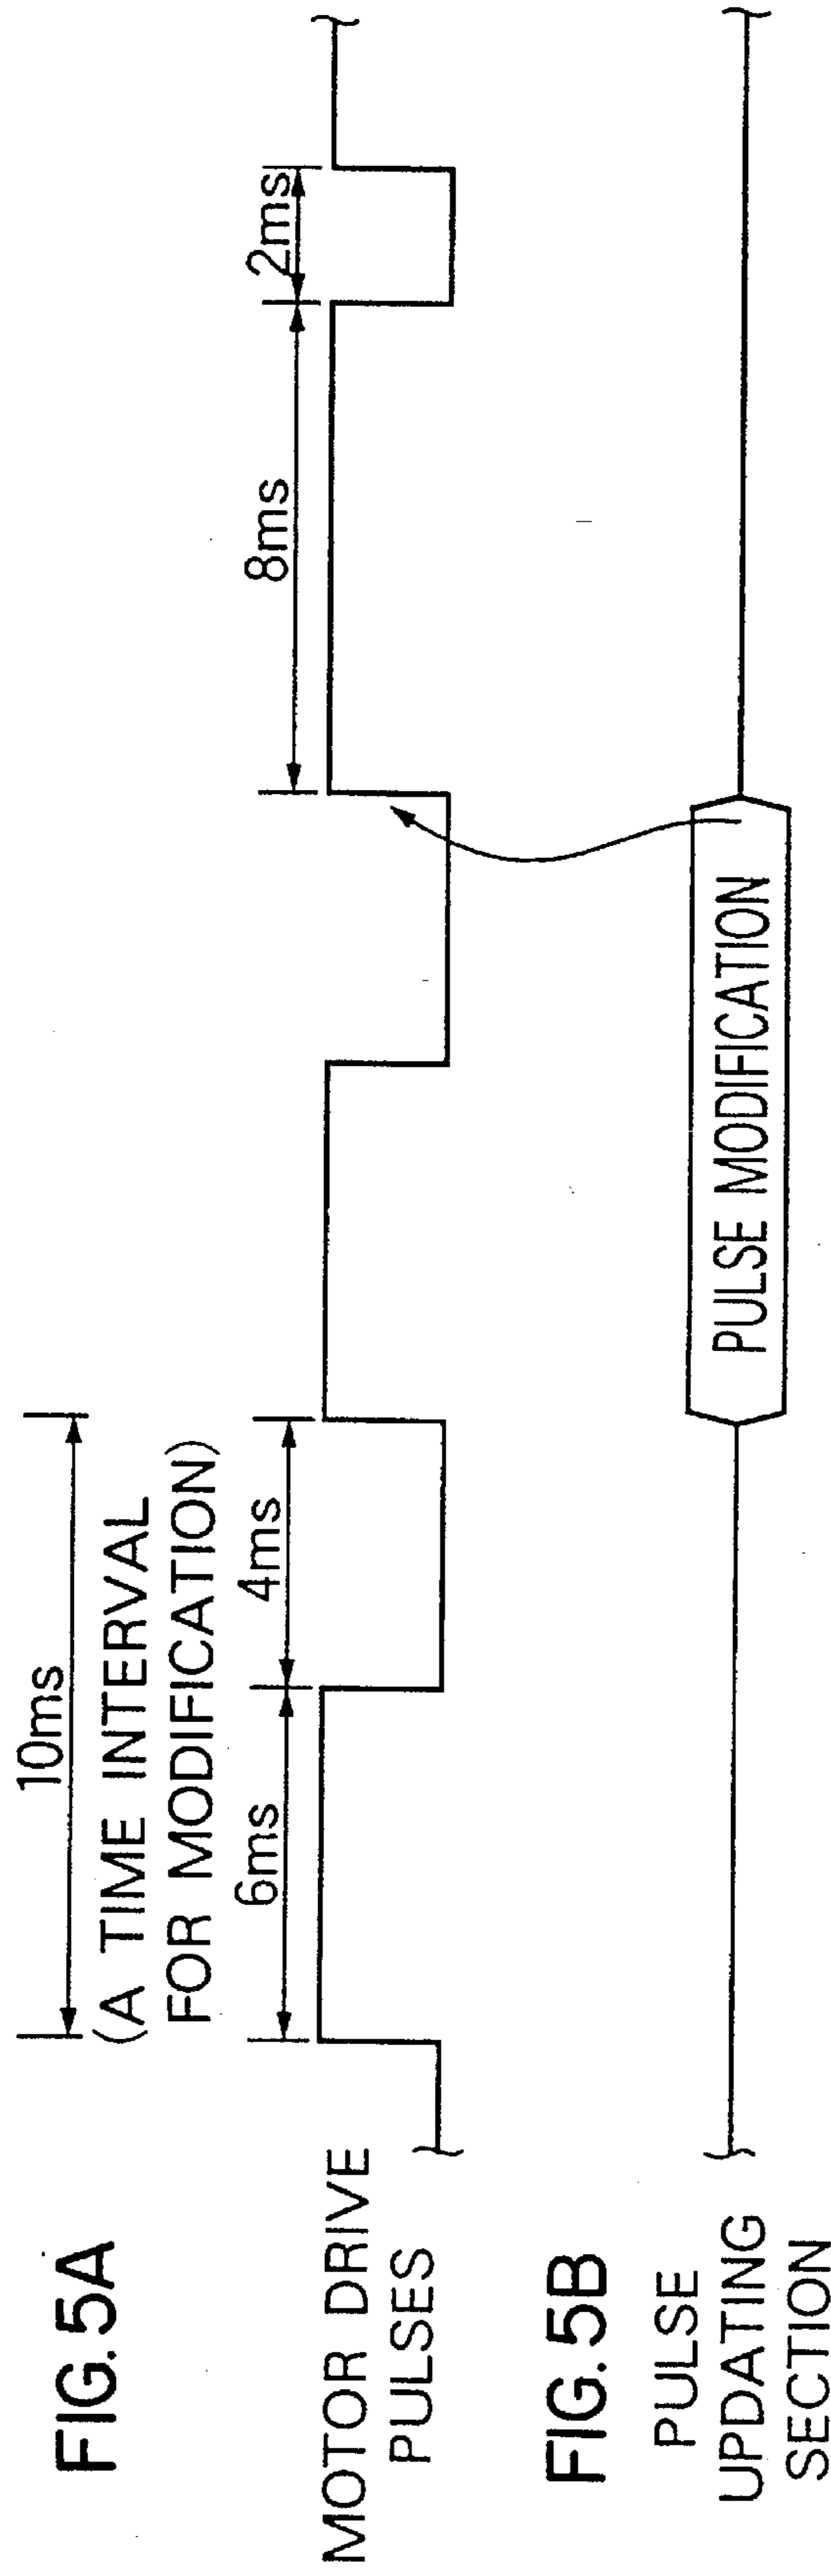 FIG. 5A
10ms
(A TIME INTERVAL
FOR MODIFICATION)
6ms
4ms
8ms
2ms
MOTOR DRIVE
PULSES
FIG. 5B
PULSE
UPDATING
SECTION
PULSE MODIFICATION